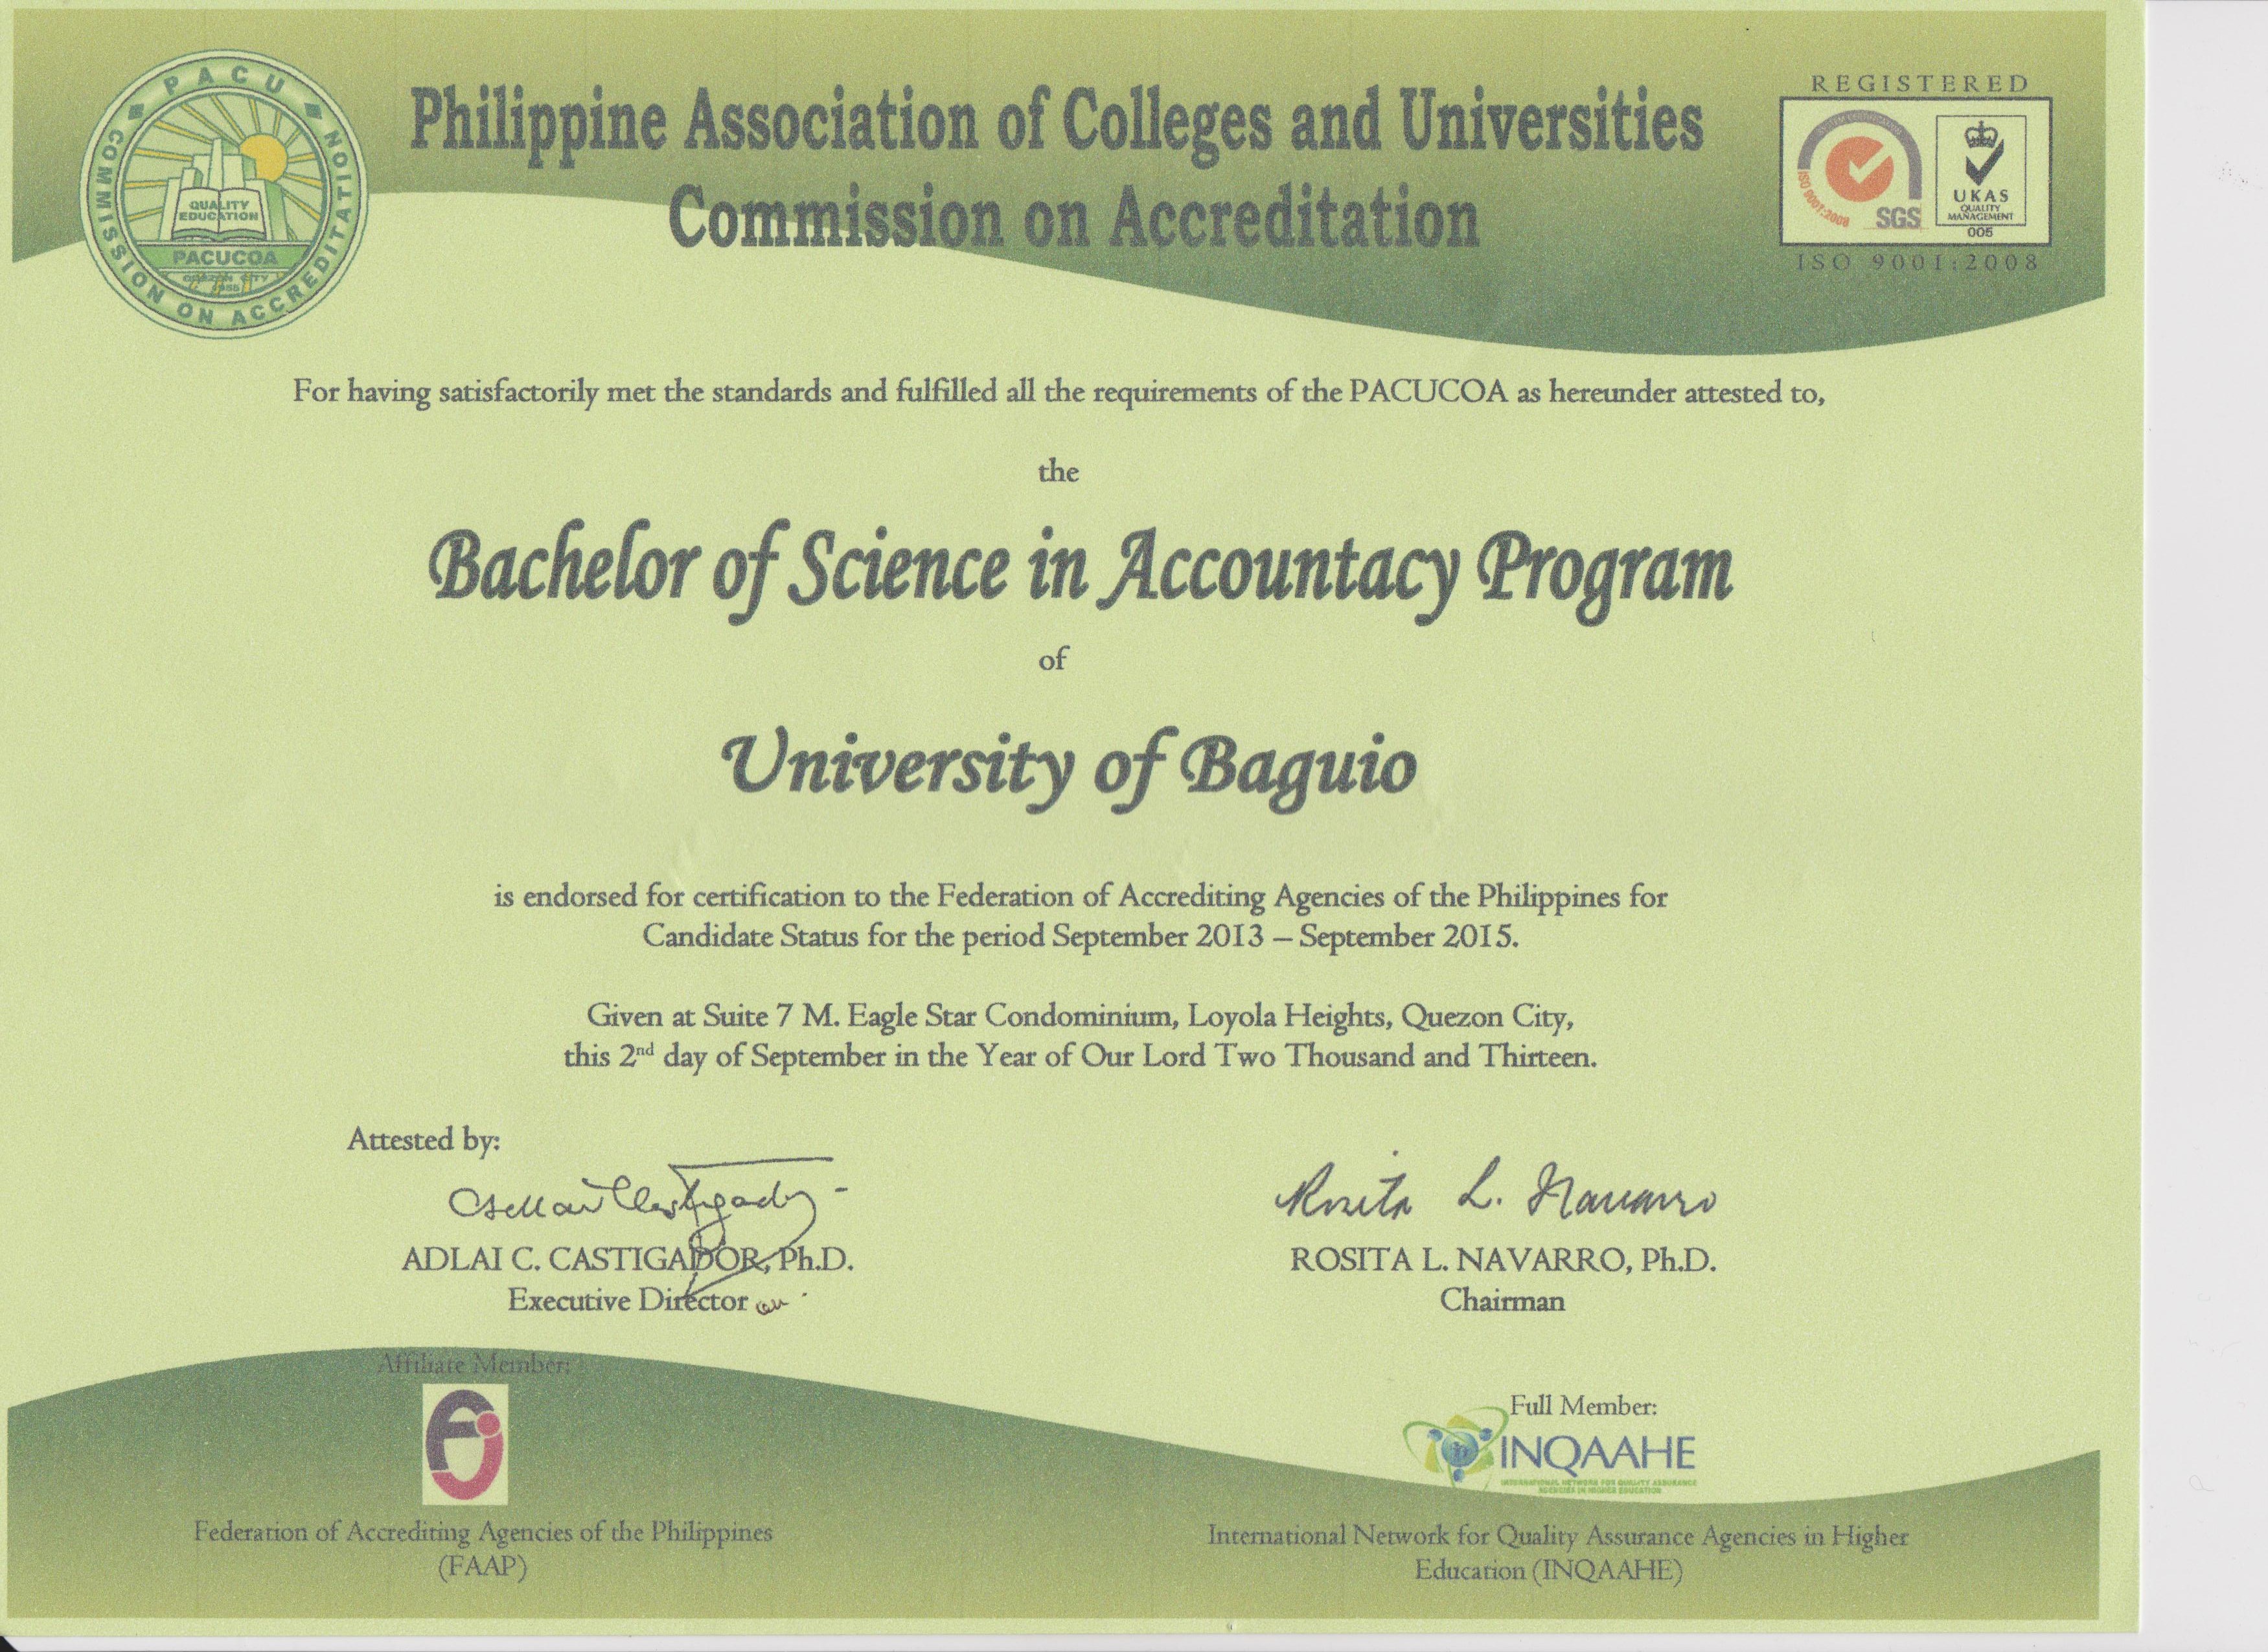 PACU
COMMISSION ON ACCREDITATION
QUALITY
EDUCATION
PACUCOA
Philippine Association of Colleges and Universities
Commission on Accreditation
REGISTERED
SYSTEM CERTIFICATION
ISO 9001:2008
SGS
UKAS
QUALITY
MANAGEMENT
005
ISO 9001:2008
For having satisfactorily met the standards and fulfilled all the requirements of the PACUCOA as hereunder attested to,
the
Bachelor of Science in Accountacy Program
of
University of Baguio
is endorsed for certification to the Federation of Accrediting Agencies of the Philippines for
Candidate Status for the period September 2013 – September 2015.
Given at Suite 7 M. Eagle Star Condominium, Loyola Heights, Quezon City,
this 2nd day of September in the Year of Our Lord Two Thousand and Thirteen.
Attested by:
Rosita L. Navarro
ADLAI C. CASTIGADOR, Ph.D.
Executive Director
ROSITA L. NAVARRO, Ph.D.
Chairman
Affiliate Member:
Federation of Accrediting Agencies of the Philippines
(FAAP)
Full Member:
INQAAHE
INTERNATIONAL NETWORK FOR QUALITY ASSURANCE
AGENCIES IN HIGHER EDUCATION
International Network for Quality Assurance Agencies in Higher
Education (INQAAHE)